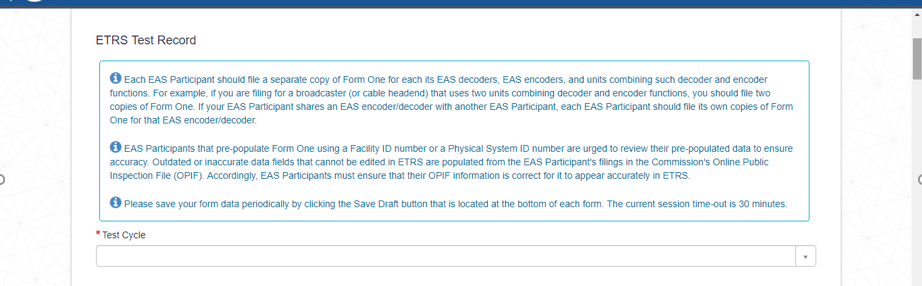 ETRS Test Record
Each EAS Participant should file a separate copy of Form One for each its EAS decoders, EAS encoders, and units combining such decoder and encoder
functions. For example, if you are filing for a broadcaster (or cable headend) that uses two units combining decoder and encoder functions, you should file two
copies of Form One. If your EAS Participant shares an EAS encoder/decoder with another EAS Participant, each EAS Participant should file its own copies of Form
One for that EAS encoder/decoder.
EAS Participants that pre-populate Form One using a Facility ID number or a Physical System ID number are urged to review their pre-populated data to ensure
accuracy. Outdated or inaccurate data fields that cannot be edited in ETRS are populated from the EAS Participant's filings in the Commission's Online Public
Inspection File (OPIF). Accordingly, EAS Participants must ensure that their OPIF information is correct for it to appear accurately in ETRS.
Please save your form data periodically by clicking the Save Draft button that is located at the bottom of each form. The current session time-out is 30 minutes.
* Test Cycle